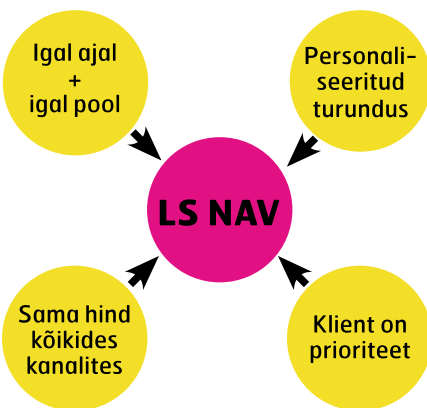 Igal ajal
+
igal pool
Personali-
seeritud
turundus
LS NAV
Sama hind
kõikides
kanalites
Klient on
prioriteet